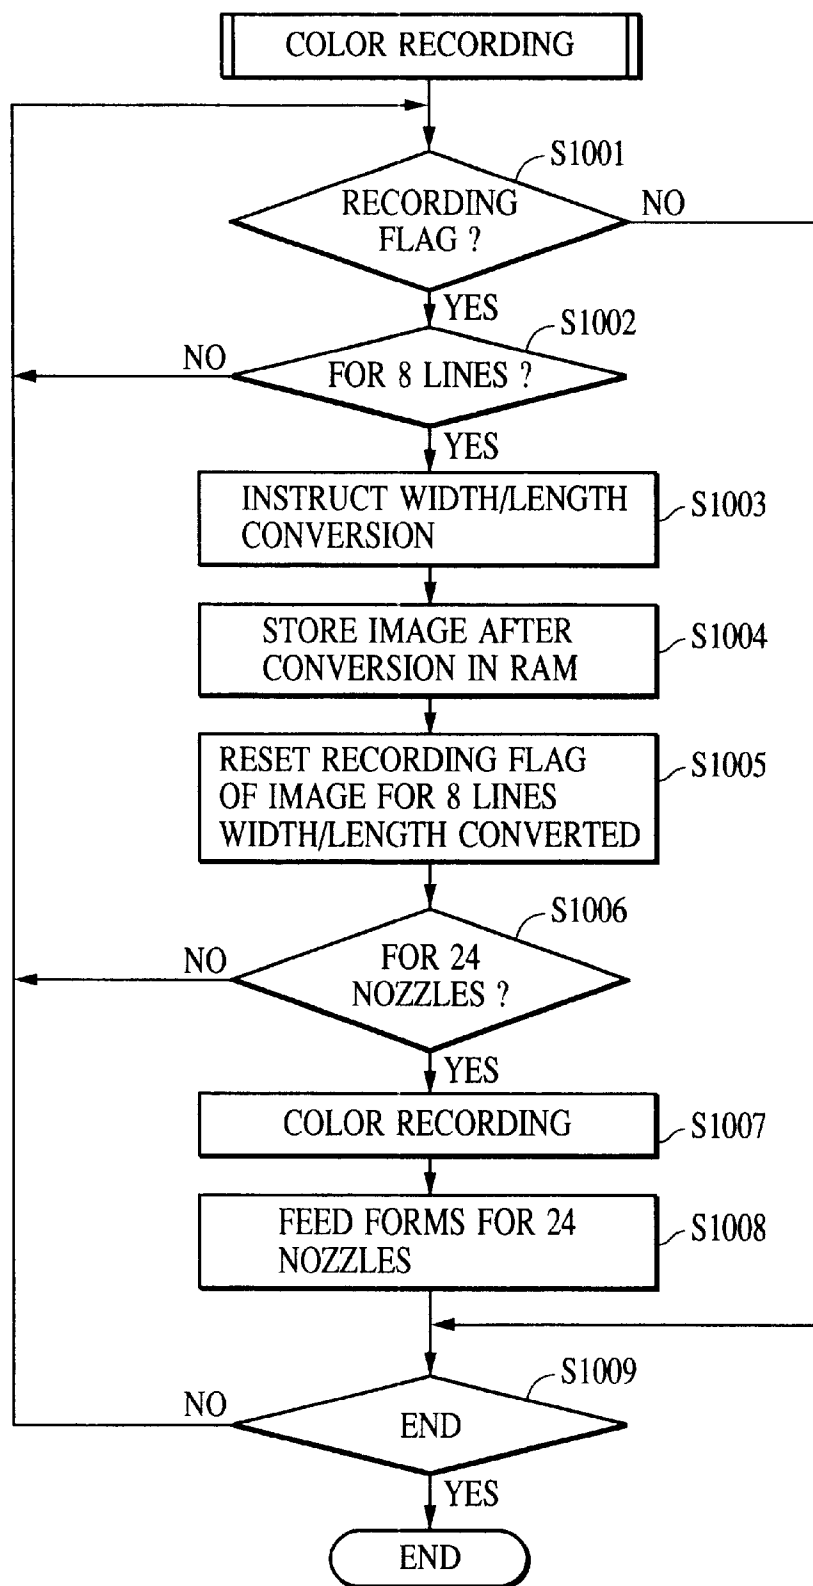 COLOR RECORDING
S1001
RECORDING
FLAG ?
NO
YES
S1002
NO
FOR 8 LINES ?
YES
INSTRUCT WIDTH/LENGTH
CONVERSION
S1003
STORE IMAGE AFTER
CONVERSION IN RAM
S1004
RESET RECORDING FLAG
OF IMAGE FOR 8 LINES
WIDTH/LENGTH CONVERTED
S1005
S1006
NO
FOR 24
NOZZLES ?
YES
COLOR RECORDING
S1007
FEED FORMS FOR 24
NOZZLES
S1008
S1009
NO
END
YES
END